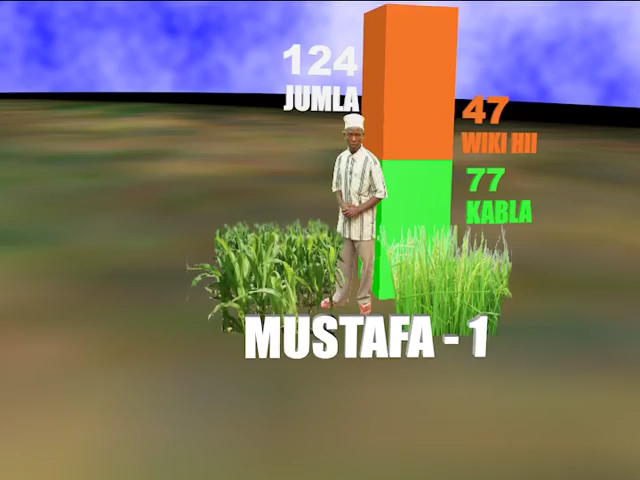 124
JUMLA
47
WIKI HII
77
KABLA
MUSTAFA - 1